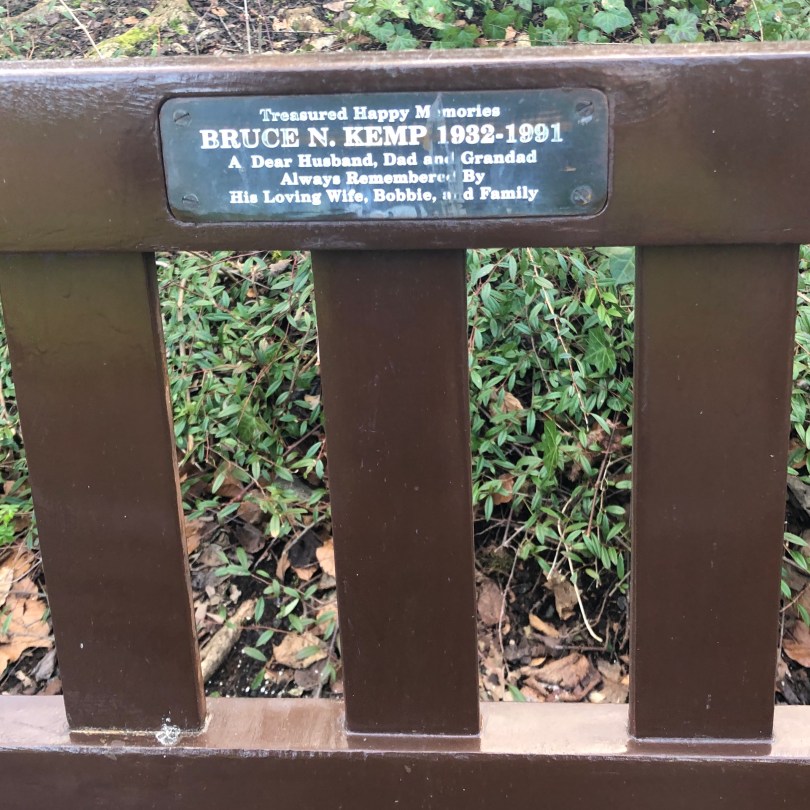 Treasured Happy Memories
BRUCE N. KEMP 1932-1991
A Dear Husband, Dad and Grandad
Always Remembered By
His Loving Wife, Bobbie, and Family